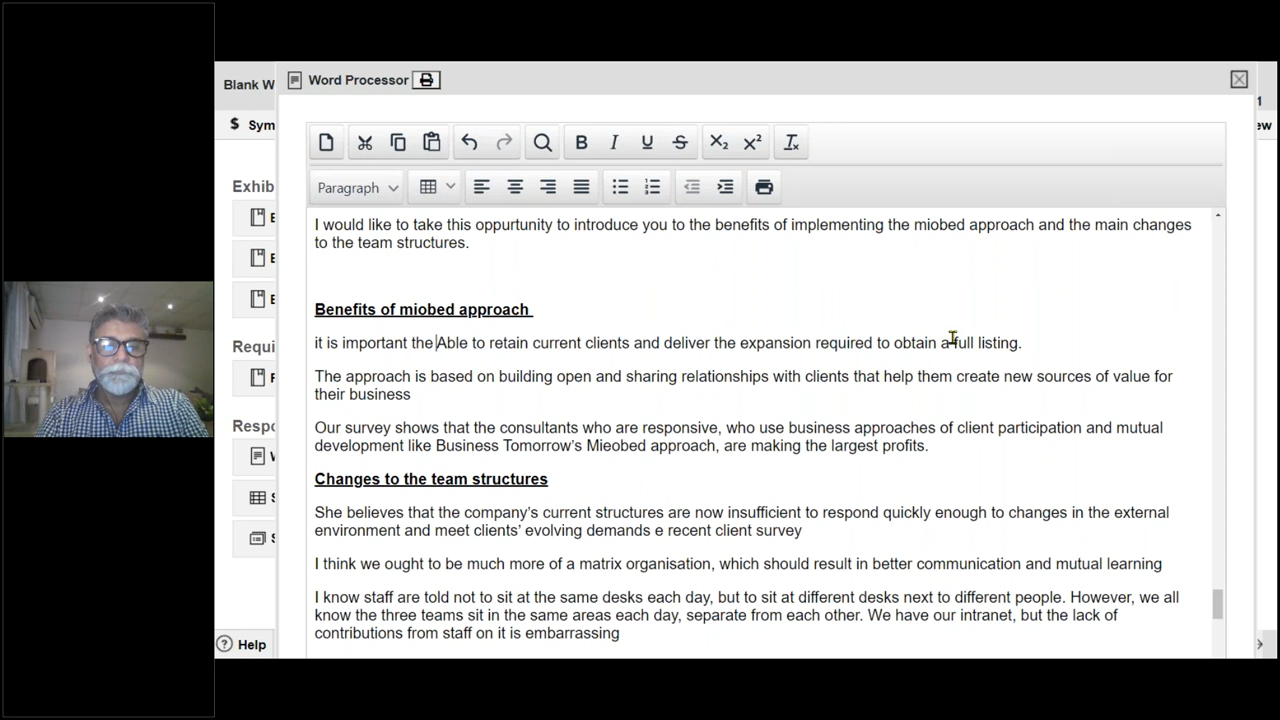 Blank W
Word Processor
1
$ Sym
ew
Exhib
E
E
E
Requi
F
Respo
W
S
S
Help
B I U S X₂ X² Ix
Paragraph
I would like to take this oppurtunity to introduce you to the benefits of implementing the miobed approach and the main changes
to the team structures.
Benefits of miobed approach
it is important the Able to retain current clients and deliver the expansion required to obtain a full listing.
The approach is based on building open and sharing relationships with clients that help them create new sources of value for
their business
Our survey shows that the consultants who are responsive, who use business approaches of client participation and mutual
development like Business Tomorrow's Mieobed approach, are making the largest profits.
Changes to the team structures
She believes that the company's current structures are now insufficient to respond quickly enough to changes in the external
environment and meet clients' evolving demands e recent client survey
I think we ought to be much more of a matrix organisation, which should result in better communication and mutual learning
I know staff are told not to sit at the same desks each day, but to sit at different desks next to different people. However, we all
know the three teams sit in the same areas each day, separate from each other. We have our intranet, but the lack of
contributions from staff on it is embarrassing